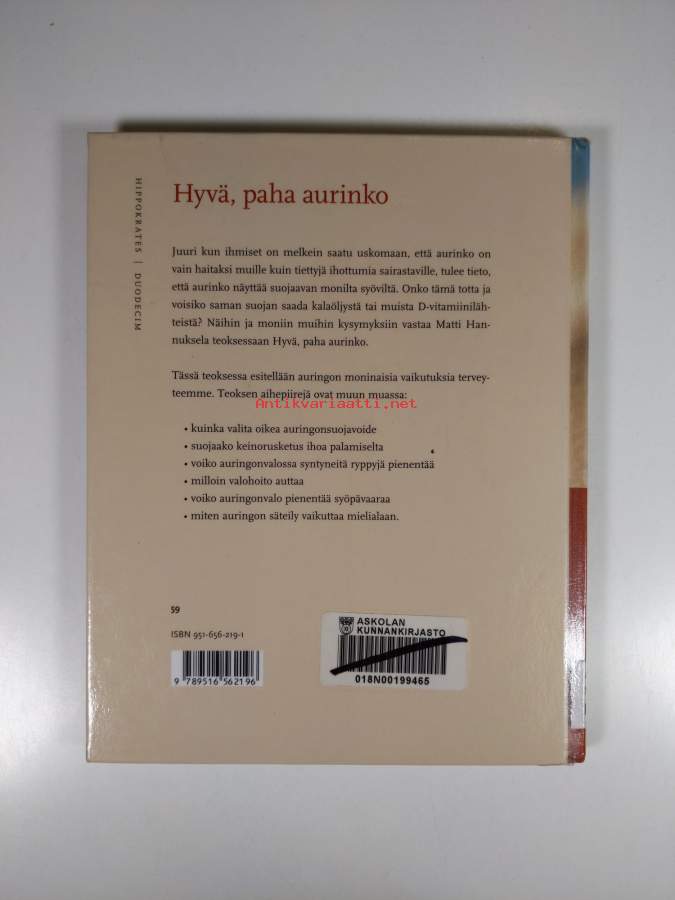 HIPPOKRATES | DUODECIM
Hyvä, paha aurinko
Juuri kun ihmiset on melkein saatu uskomaan, että aurinko on
vain haitaksi muille kuin tiettyjä ihottumia sairastaville, tulee tieto,
että aurinko näyttää suojaavan monilta syöviltä. Onko tämä totta ja
voisiko saman suojan saada kalaöljystä tai muista D-vitamiiniläh-
teistä? Näihin ja moniin muihin kysymyksiin vastaa Matti Han-
nuksela teoksessaan Hyvä, paha aurinko.
Tässä teoksessa esitellään auringon moninaisia vaikutuksia tervey-
teemme. Teoksen aihepiirejä ovat muun muassa:
Antikvariaatti.net
• kuinka valita oikea auringonsuojavoide
• suojaako keinorusketus ihoa palamiselta
• voiko auringonvalossa syntyneitä ryppyjä pienentää
• milloin valohoito auttaa
• voiko auringonvalo pienentää syöpävaaraa
• miten auringon säteily vaikuttaa mielialaan.
59
ISBN 951-656-219-1
9 789516 562196
ASKOLAN
KUNNANKIRJASTO
018N00199465